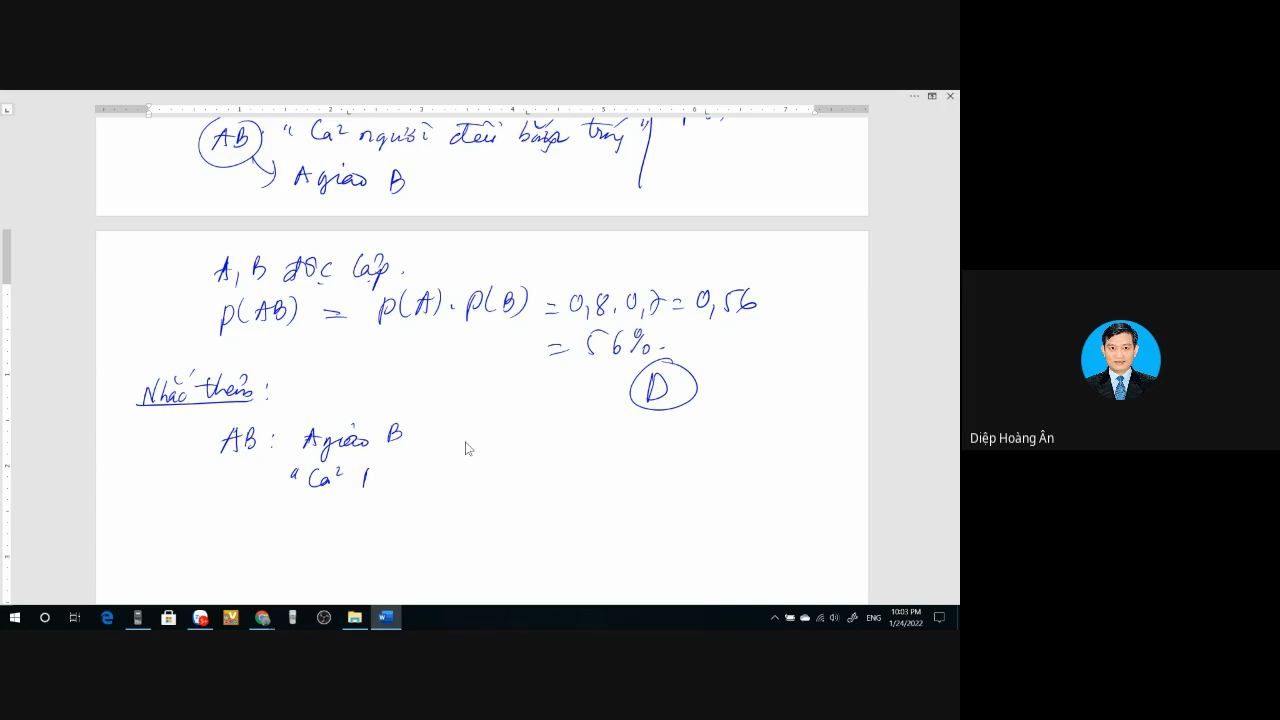 AB: "Cả 2 người đều bắn trúng"
A giao B
A, B độc lập.
P(AB) = P(A).P(B) = 0,8.0,7 = 0,56
= 56%.
D
Nhắc thêm:
AB: A giao B
"Cả 2
Diệp Hoàng Ân
ENG
10:03 PM
1/24/2022